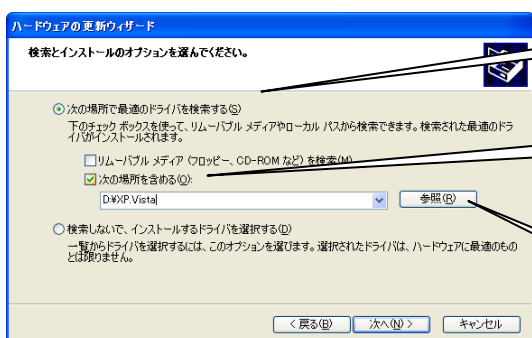 ハードウェアの更新ウィザード
検索とインストールのオプションを選んでください。
次の場所で最適のドライバを検索する(S)
下のチェック ボックスを使って、リムーバブル メディアやローカル パスから検索できます。検索された最適のドラ
イバがインストールされます。
リムーバブル メディア (フロッピー、CD-ROM など) を検索(M)
次の場所を含める(O):
D:¥XP.Vista
参照(R)
検索しないで、インストールするドライバを選択する(D)
一覧からドライバを選択するには、このオプションを選びます。選択されたドライバは、ハードウェアに最適のもの
とは限りません。
< 戻る(B)
次へ(N) >
キャンセル